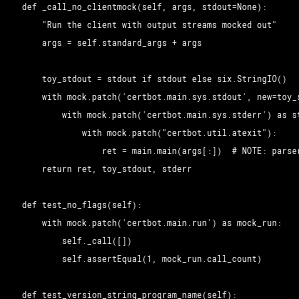 def _call_no_clientmock(self, args, stdout=None):
"Run the client with output streams mocked out"
args = self.standard_args + args
toy_stdout = stdout if stdout else six.StringIO()
with mock.patch('certbot.main.sys.stdout', new=toy_s
with mock.patch('certbot.main.sys.stderr') as st
with mock.patch("certbot.util.atexit"):
ret = main.main(args[:])  # NOTE: parser
return ret, toy_stdout, stderr
def test_no_flags(self):
with mock.patch('certbot.main.run') as mock_run:
self._call([])
self.assertEqual(1, mock_run.call_count)
def test_version_string_program_name(self):